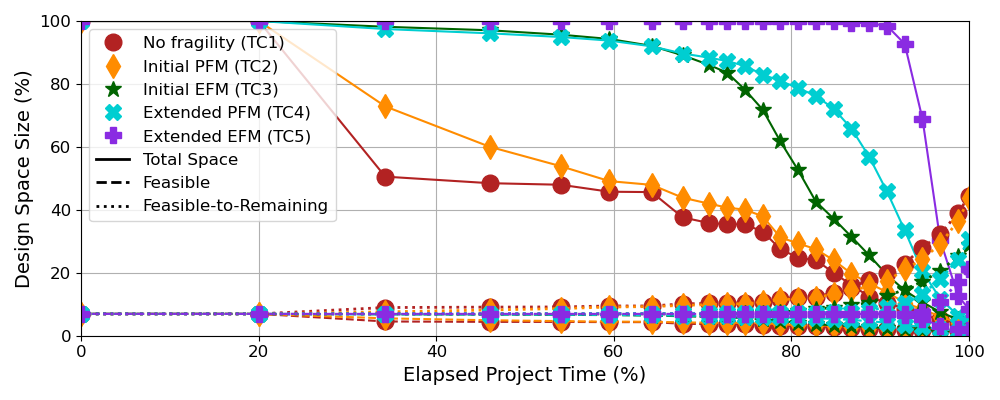 100
80
60
40
20
0
Design Space Size (%)
No fragility (TC1)
Initial PFM (TC2)
Initial EFM (TC3)
Extended PFM (TC4)
Extended EFM (TC5)
Total Space
Feasible
Feasible-to-Remaining
0 20 40 60 80 100
Elapsed Project Time (%)